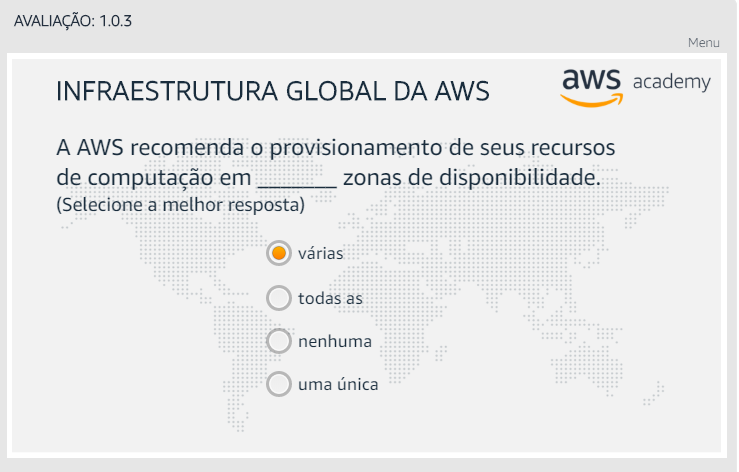 AVALIAÇÃO: 1.0.3
Menu
INFRAESTRUTURA GLOBAL DA AWS
aws academy
A AWS recomenda o provisionamento de seus recursos
de computação em _______ zonas de disponibilidade.
(Selecione a melhor resposta)
várias
todas as
nenhuma
uma única